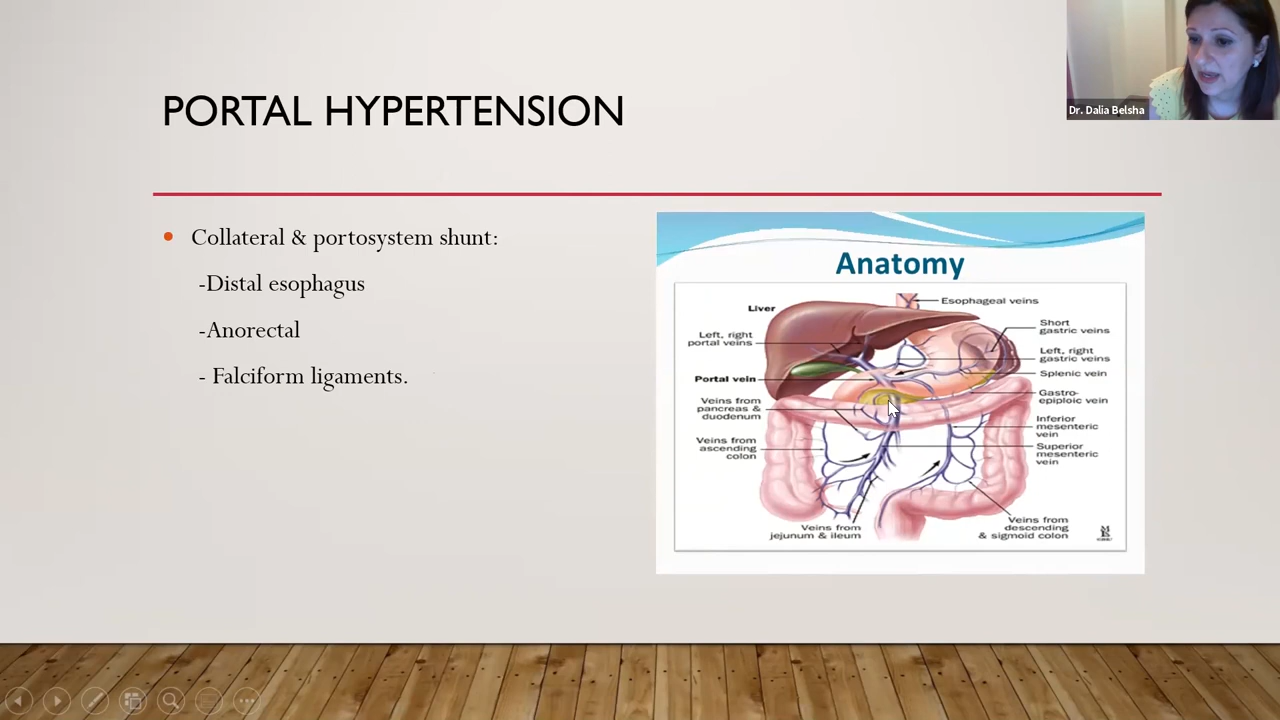 Dr. Dalia Belsha
PORTAL HYPERTENSION
Collateral & portosystem shunt:
-Distal esophagus
-Anorectal
- Falciform ligaments.
Anatomy
Liver
Left, right
portal veins
Portal vein
Veins from
pancreas &
duodenum
Veins from
ascending
colon
Veins from
jejunum & ileum
Esophageal veins
Short
gastric veins
Left, right
gastric veins
Splenic vein
Gastro-
epiploic vein
Inferior
mesenteric
vein
Superior
mesenteric
vein
Veins from
descending
& sigmoid colon